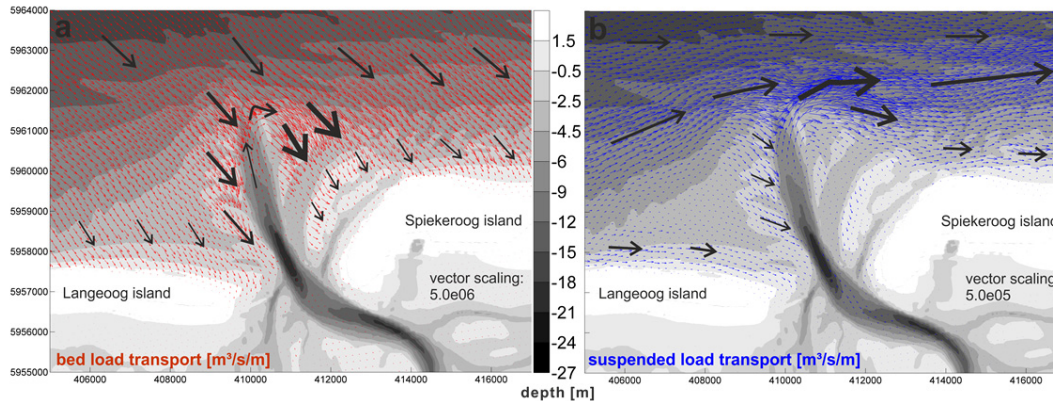 5964000
5963000
5962000
5961000
5960000
5959000
5958000
5957000
5956000
5955000
a
Spiekeroog island
Langeoog island
vector scaling:
5.0e06
bed load transport [m³/s/m]
406000 408000 410000 412000 414000 416000
1.5
-0.5
-2.5
-4.5
-6
-9
-12
-15
-18
-21
-24
-27
depth [m]
b
Spiekeroog island
Langeoog island
vector scaling:
5.0e05
suspended load transport [m³/s/m]
406000 408000 410000 412000 414000 416000